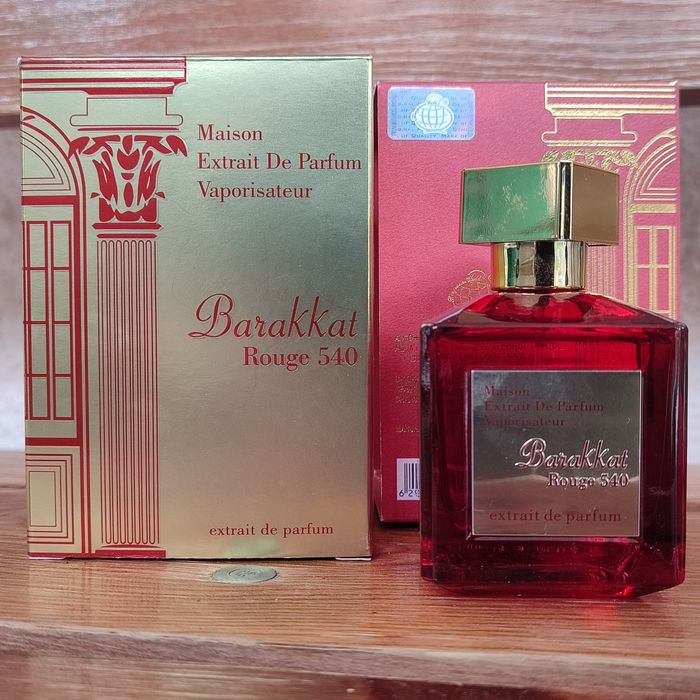 Maison
Extrait De Parfum
Vaporisateur
Barakkat
Rouge 540
extrait de parfum
Maison
Extrait De Parfum
Vaporisateur
Barakkat
Rouge 540
extrait de parfum